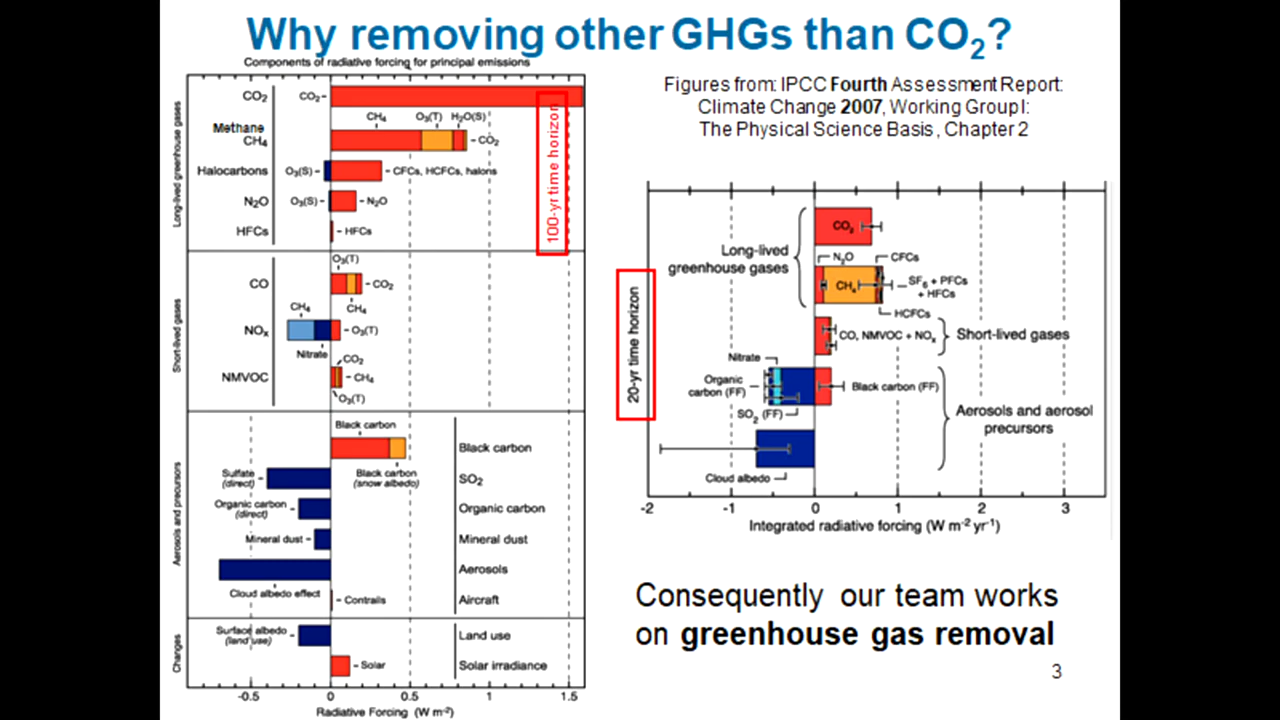 Why removing other GHGs than CO₂?
Components of radiative forcing for principal emissions
Long-lived greenhouse gases
CO₂
CO₂
100-yr time horizon
CH₄ O₃(T) H₂O(S)
Methane
CH₄
CO₂
Halocarbons
O₃(S)
CFCs, HCFCs, halons
N₂O
O₃(S)
N₂O
HFCs
HFCs
Short-lived gases
O₃(T)
CO
CO₂
CH₄
CH₄
NOₓ
O₃(T)
Nitrate
CO₂
NMVOC
CH₄
O₃(T)
Aerosols and precursors
Black carbon
Black carbon
Black carbon
(snow albedo)
Sulfate
(direct)
SO₂
Organic carbon
(direct)
Organic carbon
Mineral dust
Mineral dust
Aerosols
Cloud albedo effect
Contrails
Aircraft
Changes
Surface albedo
(land use)
Land use
Solar
Solar irradiance
-0.5 0 0.5 1 1.5
Radiative Forcing (W m⁻²)
Figures from: IPCC Fourth Assessment Report:
Climate Change 2007, Working Group I:
The Physical Science Basis, Chapter 2
20-yr time horizon
Long-lived
greenhouse gases
CO₂
N₂O
CFCs
CH₄
SF₆ + PFCs
+ HFCs
HCFCs
CO, NMVOC + NOₓ
Short-lived gases
Nitrate
Organic
carbon (FF)
SO₂ (FF)
Black carbon (FF)
Aerosols and aerosol
precursors
Cloud albedo
-2 -1 0 1 2 3
Integrated radiative forcing (W m⁻² yr⁻¹)
Consequently our team works
on greenhouse gas removal
3